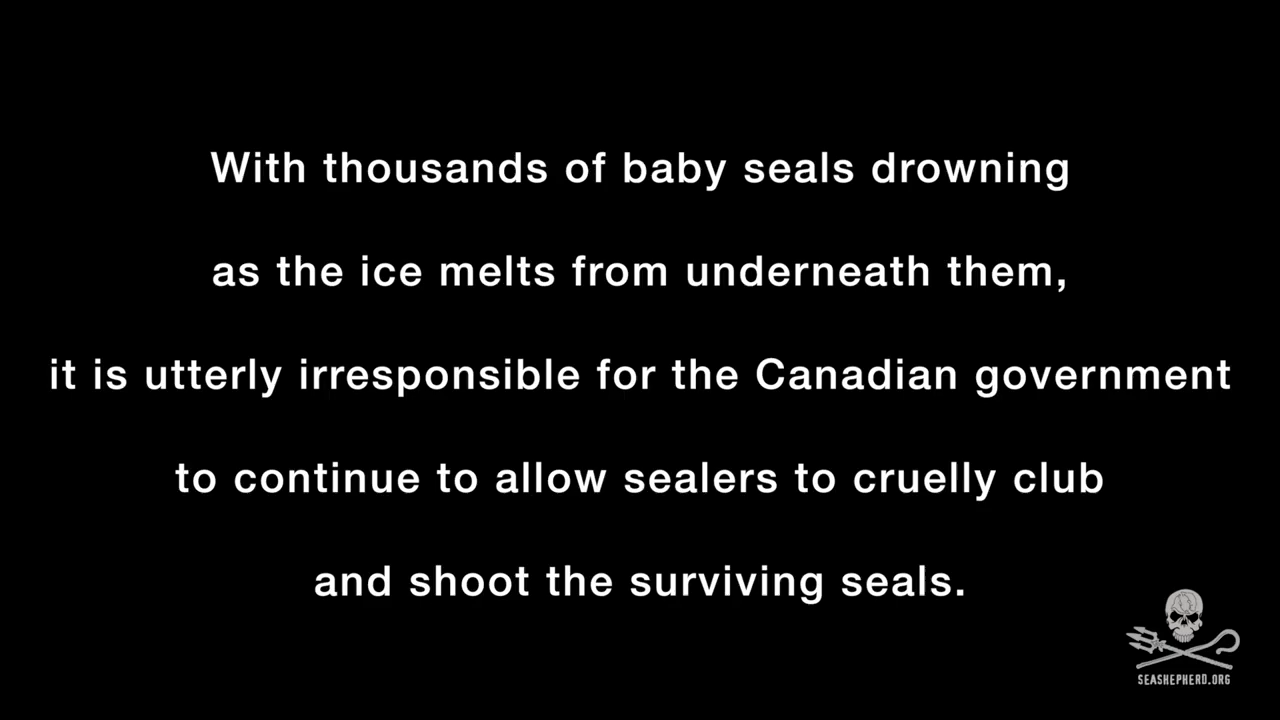 With thousands of baby seals drowning
as the ice melts from underneath them,
it is utterly irresponsible for the Canadian government
to continue to allow sealers to cruelly club
and shoot the surviving seals.
SEASHEPHERD.ORG